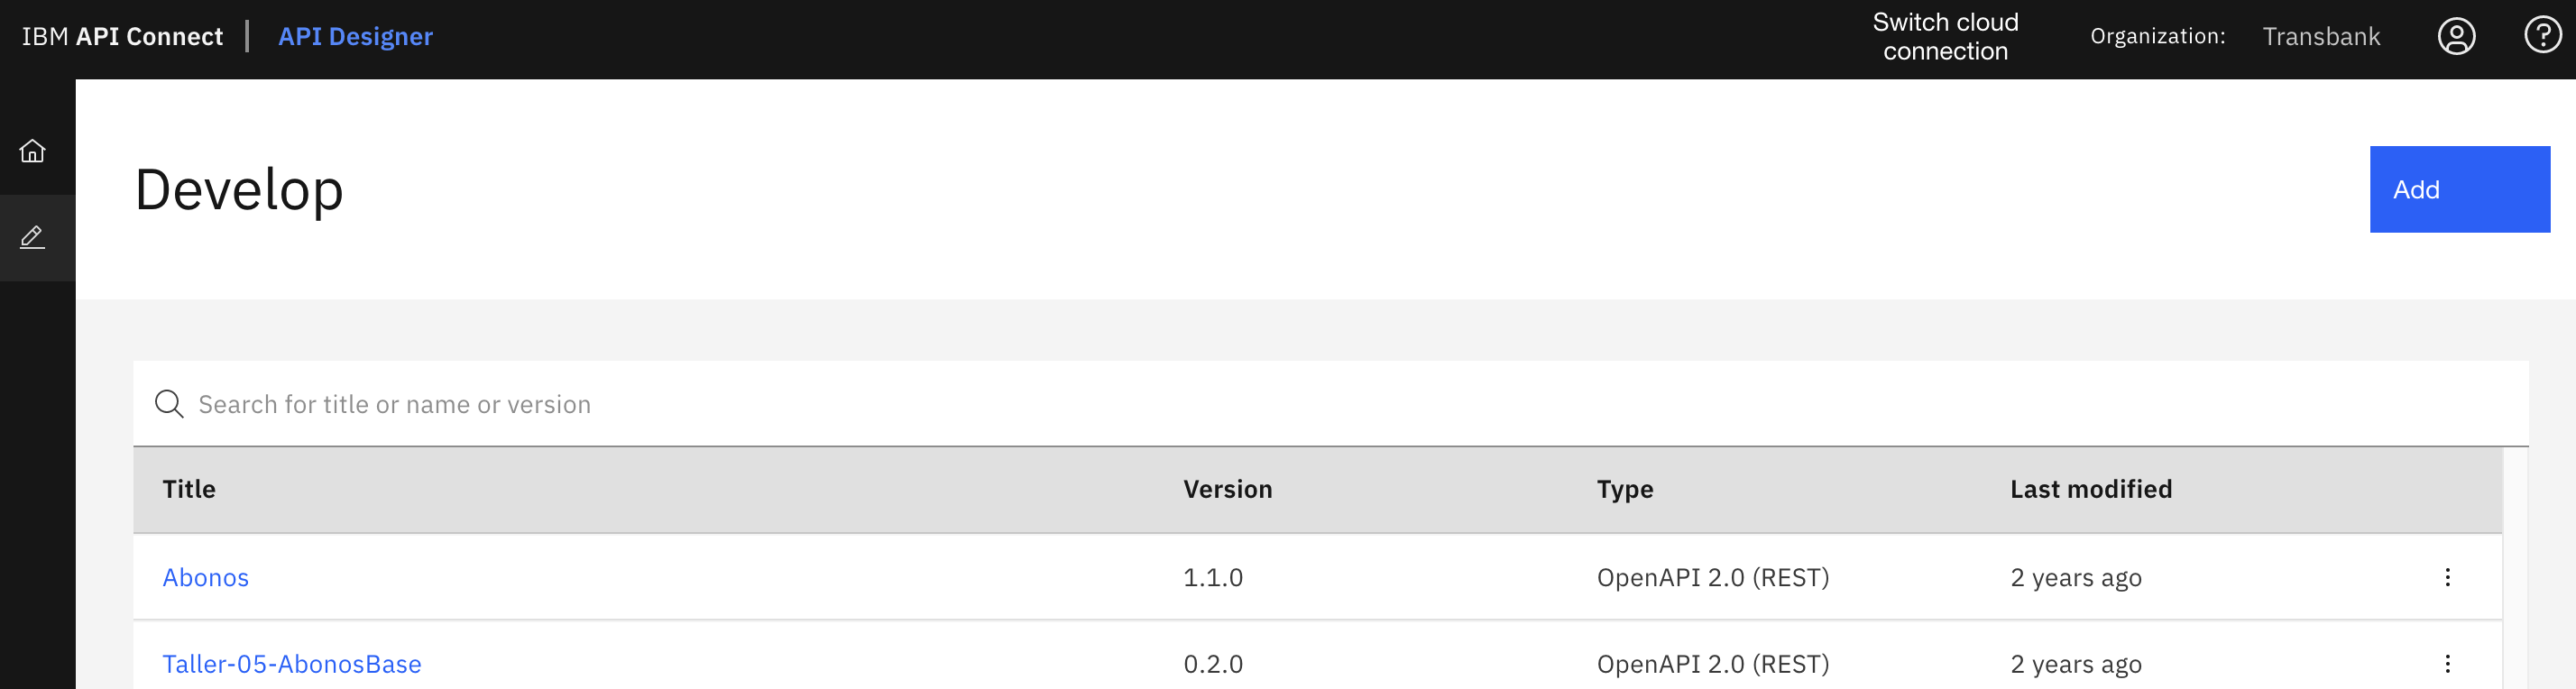 IBM API Connect | API Designer
Switch cloud
connection
Organization: Transbank
Develop
Add
Search for title or name or version
Title Version Type Last modified
Abonos 1.1.0 OpenAPI 2.0 (REST) 2 years ago
Taller-05-AbonosBase 0.2.0 OpenAPI 2.0 (REST) 2 years ago